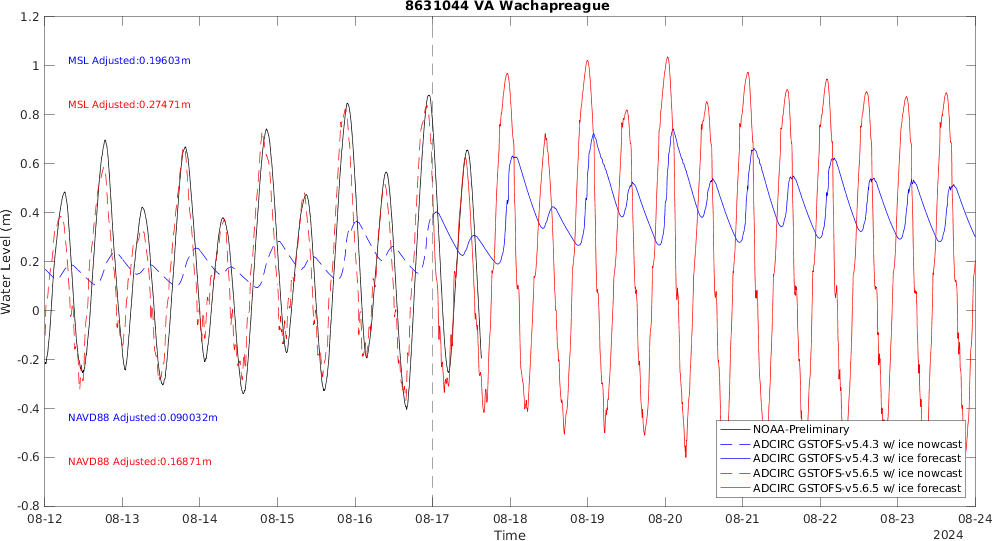 8631044 VA Wachapreague
1.2
1
0.8
0.6
0.4
0.2
0
-0.2
-0.4
-0.6
-0.8
Water Level (m)
MSL Adjusted:0.19603m
MSL Adjusted:0.27471m
NAVD88 Adjusted:0.090032m
NAVD88 Adjusted:0.16871m
NOAA-Preliminary
ADCIRC GSTOFS-v5.4.3 w/ ice nowcast
ADCIRC GSTOFS-v5.4.3 w/ ice forecast
ADCIRC GSTOFS-v5.6.5 w/ ice nowcast
ADCIRC GSTOFS-v5.6.5 w/ ice forecast
08-12 08-13 08-14 08-15 08-16 08-17 08-18 08-19 08-20 08-21 08-22 08-23 08-24
Time
2024